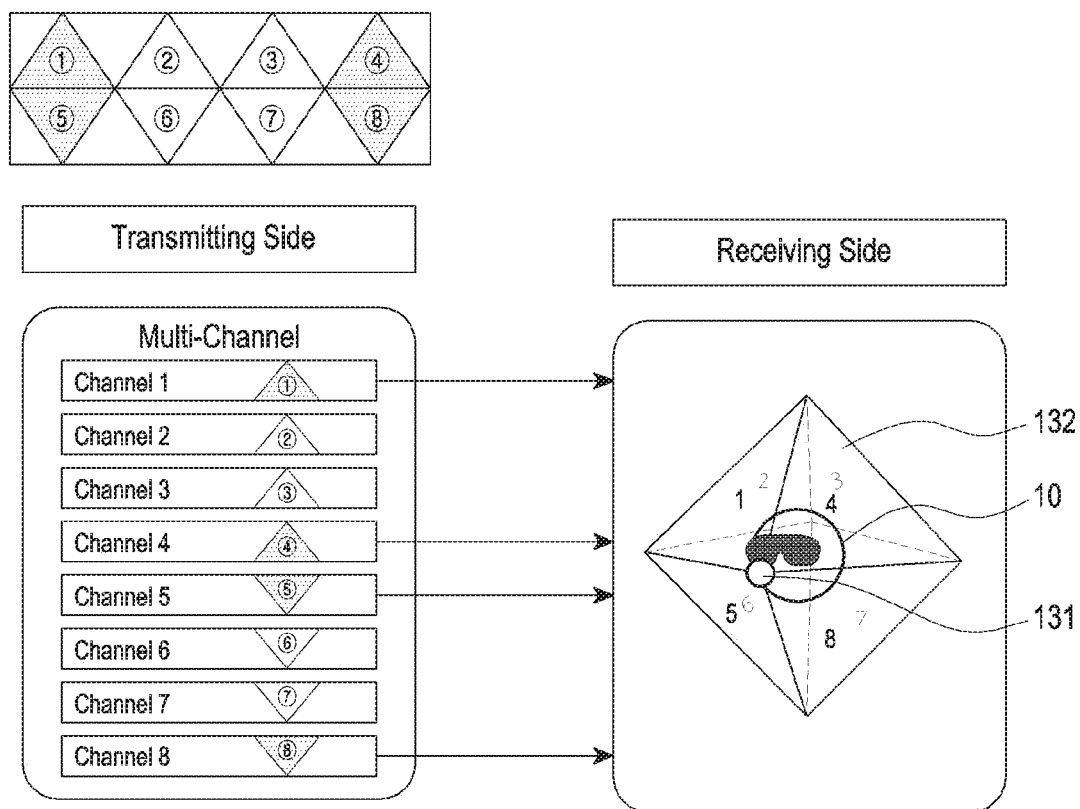 ① ② ③ ④
⑤ ⑥ ⑦ ⑧
Transmitting Side
Receiving Side
Multi-Channel
Channel 1 ①
Channel 2 ②
Channel 3 ③
Channel 4 ④
Channel 5 ⑤
Channel 6 ⑥
Channel 7 ⑦
Channel 8 ⑧
132
2 3
1 4
10
5 6
8 7
131